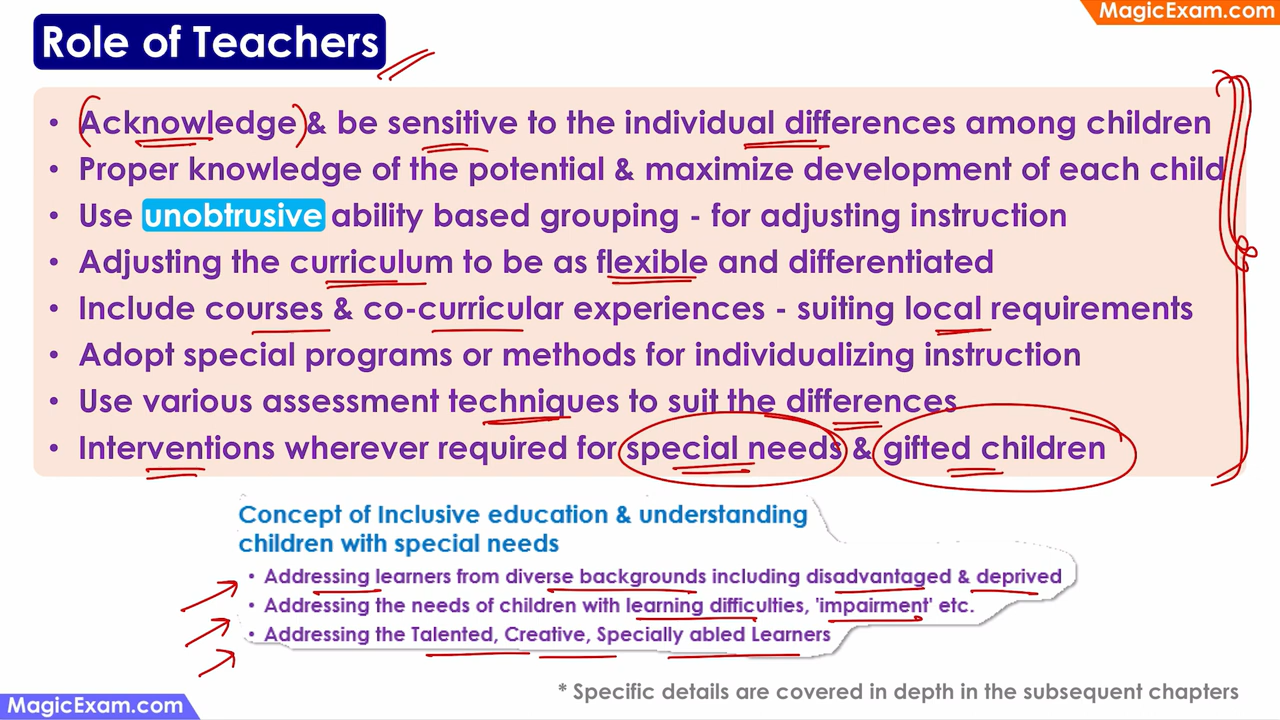 MagicExam.com
Role of Teachers
• Acknowledge & be sensitive to the individual differences among children
• Proper knowledge of the potential & maximize development of each child
• Use unobtrusive ability based grouping - for adjusting instruction
• Adjusting the curriculum to be as flexible and differentiated
• Include courses & co-curricular experiences - suiting local requirements
• Adopt special programs or methods for individualizing instruction
• Use various assessment techniques to suit the differences
• Interventions wherever required for special needs & gifted children
Concept of Inclusive education & understanding
children with special needs
• Addressing learners from diverse backgrounds including disadvantaged & deprived
• Addressing the needs of children with learning difficulties, 'impairment' etc.
• Addressing the Talented, Creative, Specially abled Learners
* Specific details are covered in depth in the subsequent chapters
MagicExam.com